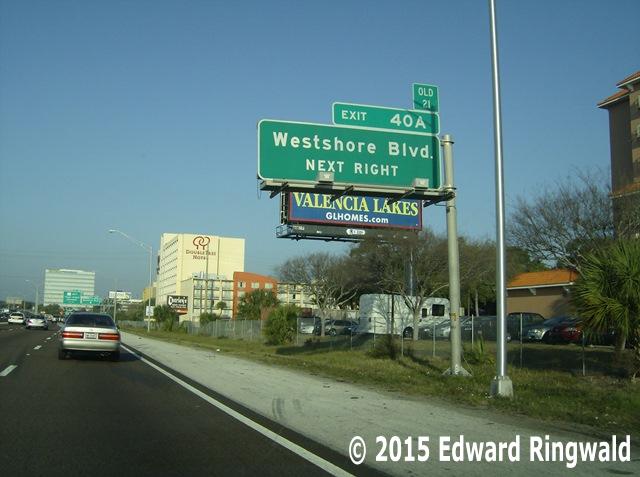 OLD
21
EXIT 40A
Westshore Blvd.
NEXT RIGHT
VALENCIA LAKES
GLHOMES.com
DOUBLETREE
HOTEL
© 2015 Edward Ringwald